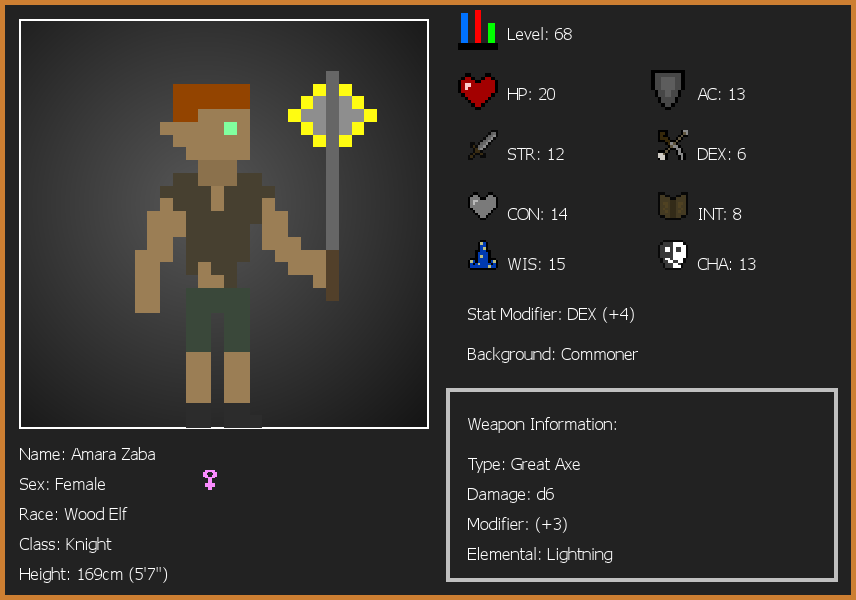 Level: 68
HP: 20
AC: 13
STR: 12
DEX: 6
CON: 14
INT: 8
WIS: 15
CHA: 13
Stat Modifier: DEX (+4)
Background: Commoner
Weapon Information:
Type: Great Axe
Damage: d6
Modifier: (+3)
Elemental: Lightning
Name: Amara Zaba
Sex: Female
Race: Wood Elf
Class: Knight
Height: 169cm (5'7")